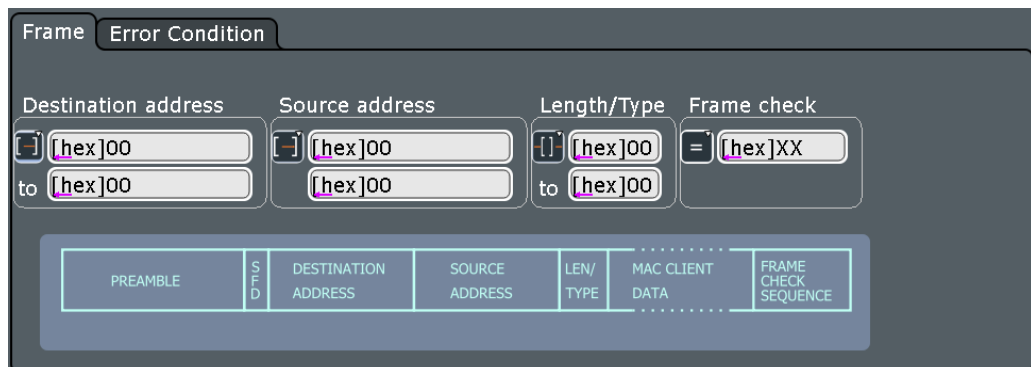 Frame Error Condition
Destination address Source address Length/Type Frame check
[-] [hex]00 [-] [hex]00 -[]- [hex]00 = [hex]XX
to [hex]00 [hex]00 to [hex]00
PREAMBLE
SFD
DESTINATION
ADDRESS
SOURCE
ADDRESS
LEN/
TYPE
MAC CLIENT
DATA
FRAME
CHECK
SEQUENCE